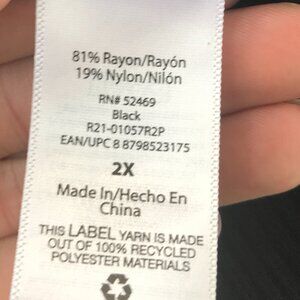 81% Rayon/Rayón
19% Nylon/Nilón
RN# 52469
Black
R21-01057R2P
EAN/UPC 8 8798523175
2X
Made In/Hecho En
China
THIS LABEL YARN IS MADE
OUT OF 100% RECYCLED
POLYESTER MATERIALS